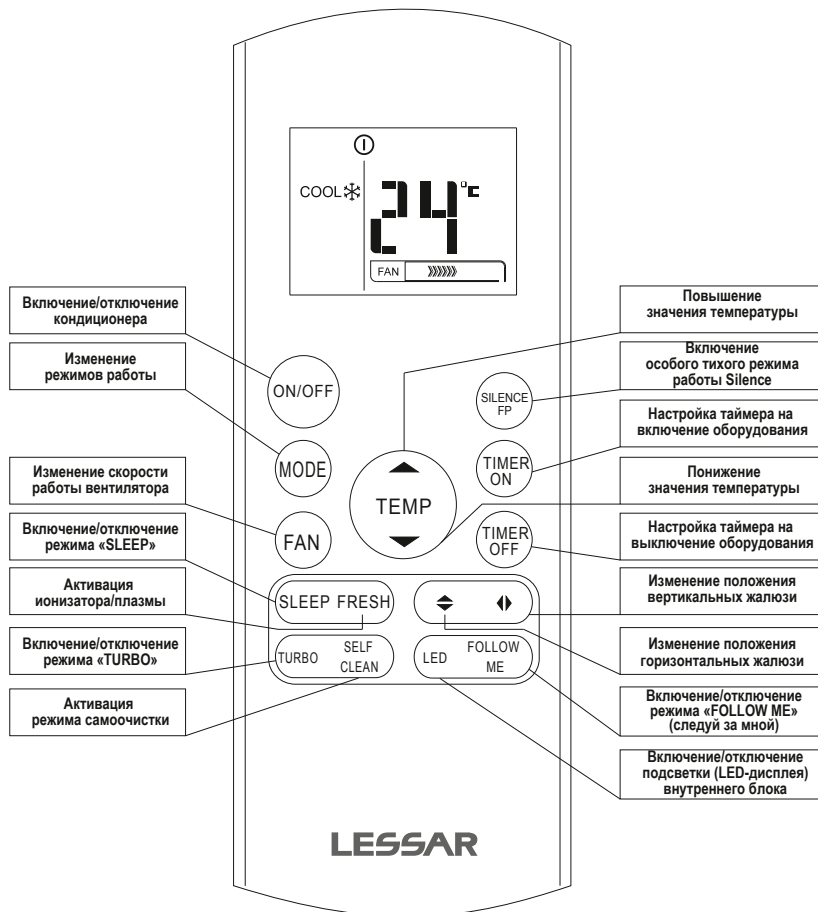 COOL
24°C
FAN
Включение/отключение
кондиционера
Изменение
режимов работы
Изменение скорости
работы вентилятора
Включение/отключение
режима «SLEEP»
Активация
ионизатора/плазмы
Включение/отключение
режима «TURBO»
Активация
режима самоочистки
ON/OFF
MODE
FAN
TEMP
SILENCE
FP
TIMER
ON
TIMER
OFF
SLEEP FRESH
TURBO
SELF
CLEAN
LED
FOLLOW
ME
LESSAR
Повышение
значения температуры
Включение
особого тихого режима
работы Silence
Настройка таймера на
включение оборудования
Понижение
значения температуры
Настройка таймера на
выключение оборудования
Изменение положения
вертикальных жалюзи
Изменение положения
горизонтальных жалюзи
Включение/отключение
режима «FOLLOW ME»
(следуй за мной)
Включение/отключение
подсветки (LED-дисплея)
внутреннего блока